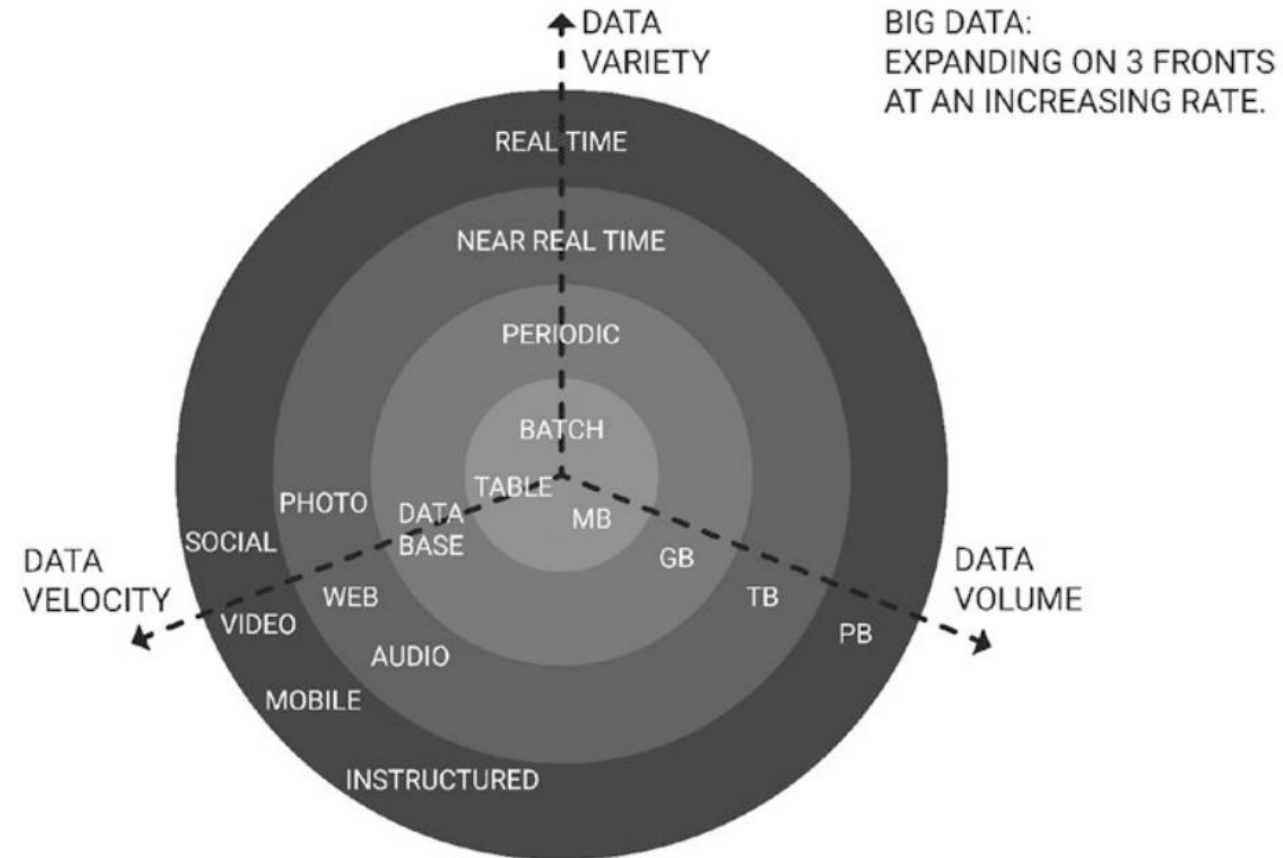 DATA
VARIETY
BIG DATA:
EXPANDING ON 3 FRONTS
AT AN INCREASING RATE.
REAL TIME
NEAR REAL TIME
PERIODIC
BATCH
TABLE
MB
PHOTO
DATA
BASE
SOCIAL
GB
DATA
VELOCITY
WEB
TB
DATA
VOLUME
VIDEO
PB
AUDIO
MOBILE
INSTRUCTURED